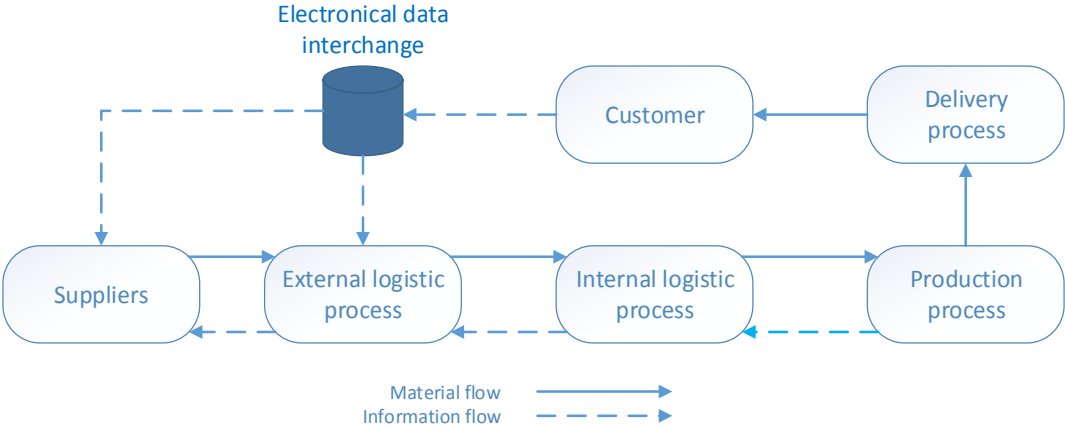 Electronical data
interchange
Customer
Delivery
process
Suppliers
External logistic
process
Internal logistic
process
Production
process
Material flow
Information flow